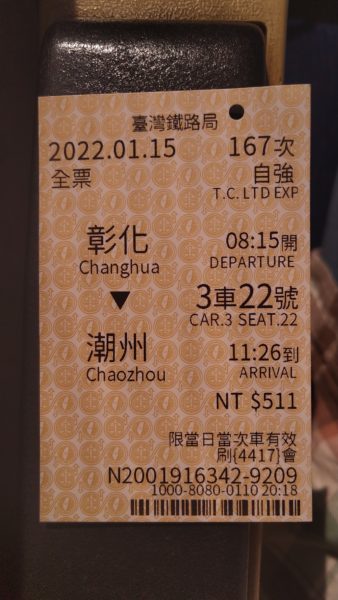 臺灣鐵路局
2022.01.15 167次
全票 自強
T.C. LTD EXP
彰化 08:15開
Changhua DEPARTURE
▼ 3車22號
CAR.3 SEAT.22
潮州 11:26到
Chaozhou ARRIVAL
NT $511
限當日當次車有效
刷{4417}會
N2001916342-9209
1000-8080-0110 20:18